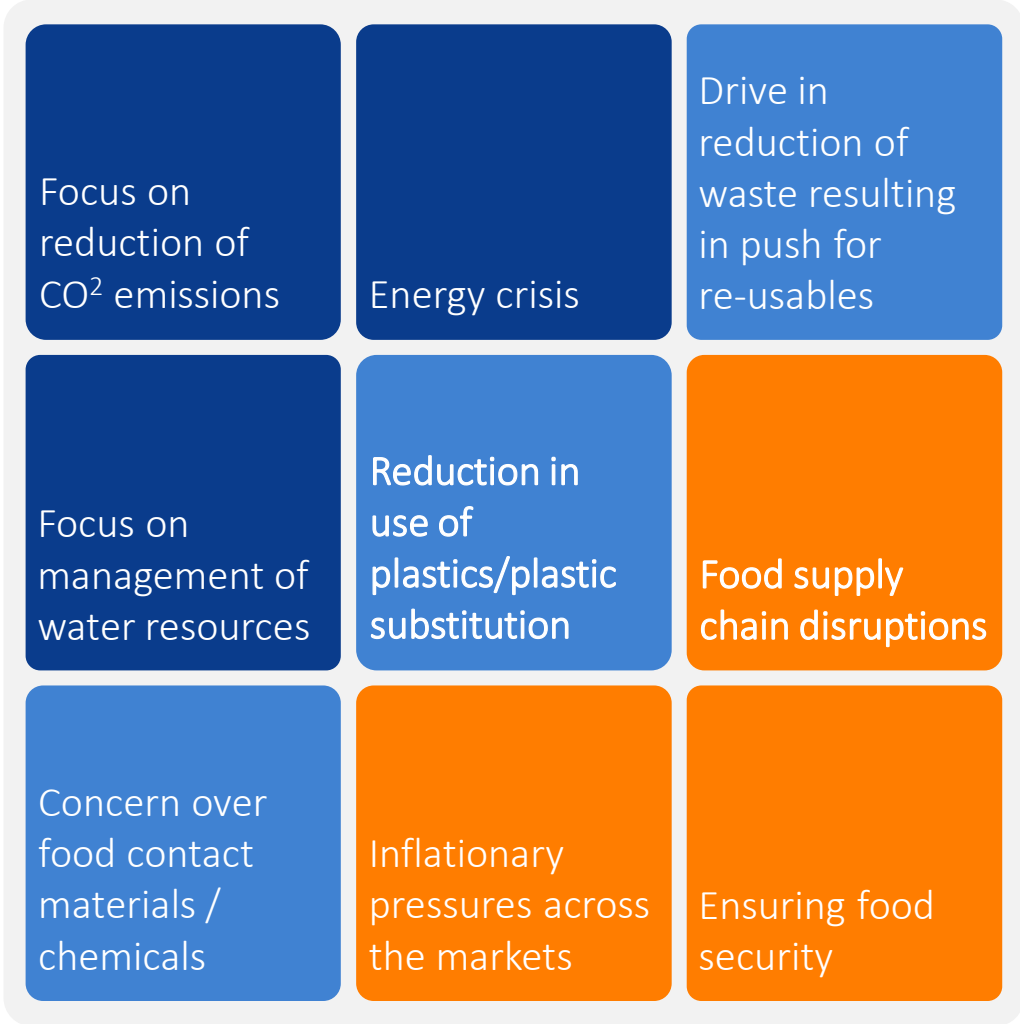 Focus on
reduction of
CO² emissions
Energy crisis
Drive in
reduction of
waste resulting
in push for
re-usables
Focus on
management of
water resources
Reduction in
use of
plastics/plastic
substitution
Food supply
chain disruptions
Concern over
food contact
materials /
chemicals
Inflationary
pressures across
the markets
Ensuring food
security